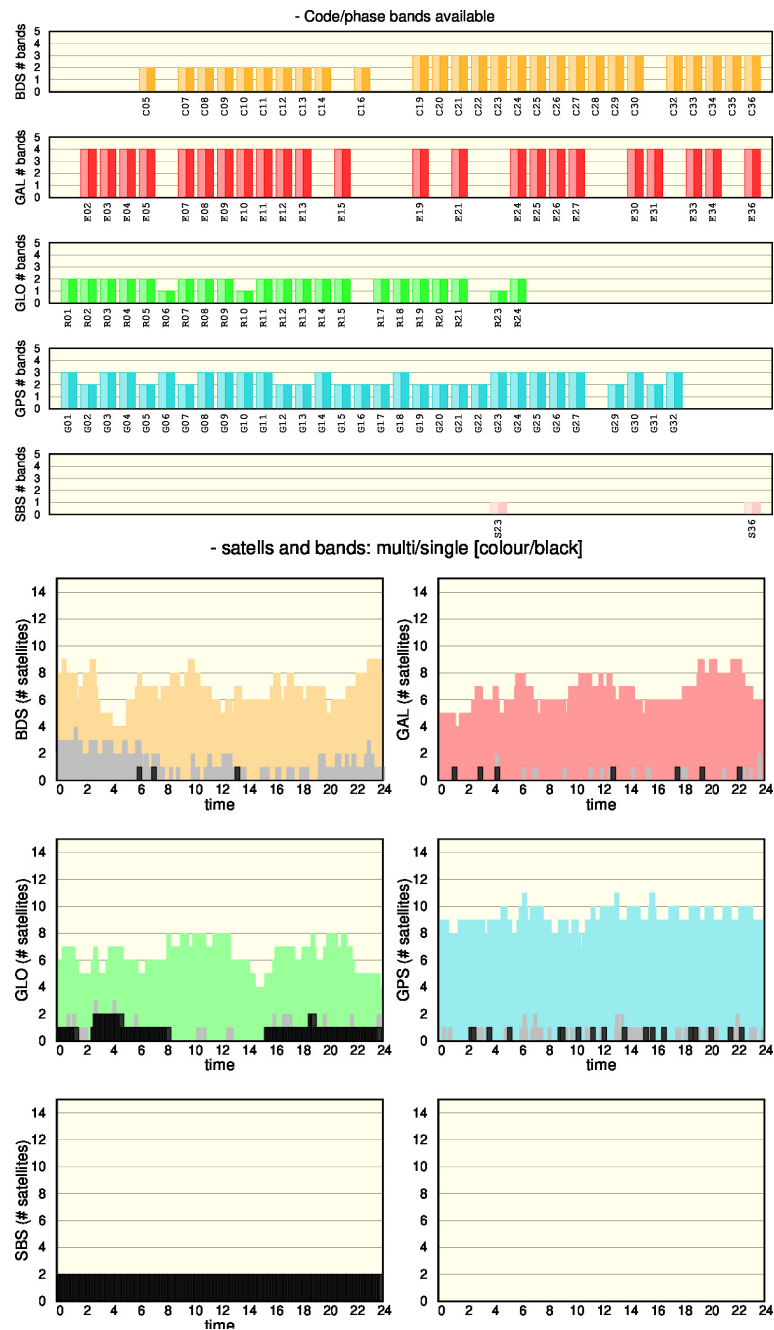 - Code/phase bands available
BDS # bands
5
4
3
2
1
0
C05 C07 C08 C09 C10 C11 C12 C13 C14 C16 C19 C20 C21 C22 C23 C24 C25 C26 C27 C28 C29 C30 C32 C33 C34 C35 C36
GAL # bands
5
4
3
2
1
0
E02 E03 E04 E05 E07 E08 E09 E10 E11 E12 E13 E15 E19 E21 E24 E25 E26 E27 E30 E31 E33 E34 E36
GLO # bands
5
4
3
2
1
0
R01 R02 R03 R04 R05 R06 R07 R08 R09 R10 R11 R12 R13 R14 R15 R17 R18 R19 R20 R21 R23 R24
GPS # bands
5
4
3
2
1
0
G01 G02 G03 G04 G05 G06 G07 G08 G09 G10 G11 G12 G13 G14 G15 G16 G17 G18 G19 G20 G21 G22 G23 G24 G25 G26 G27 G29 G30 G31 G32
SBS # bands
5
4
3
2
1
0
S23 S36
- satells and bands: multi/single [colour/black]
BDS (# satellites)
14
12
10
8
6
4
2
0
0 2 4 6 8 10 12 14 16 18 20 22 24
time
GAL (# satellites)
14
12
10
8
6
4
2
0
0 2 4 6 8 10 12 14 16 18 20 22 24
time
GLO (# satellites)
14
12
10
8
6
4
2
0
0 2 4 6 8 10 12 14 16 18 20 22 24
time
GPS (# satellites)
14
12
10
8
6
4
2
0
0 2 4 6 8 10 12 14 16 18 20 22 24
time
SBS (# satellites)
14
12
10
8
6
4
2
0
0 2 4 6 8 10 12 14 16 18 20 22 24
time
14
12
10
8
6
4
2
0
0 2 4 6 8 10 12 14 16 18 20 22 24